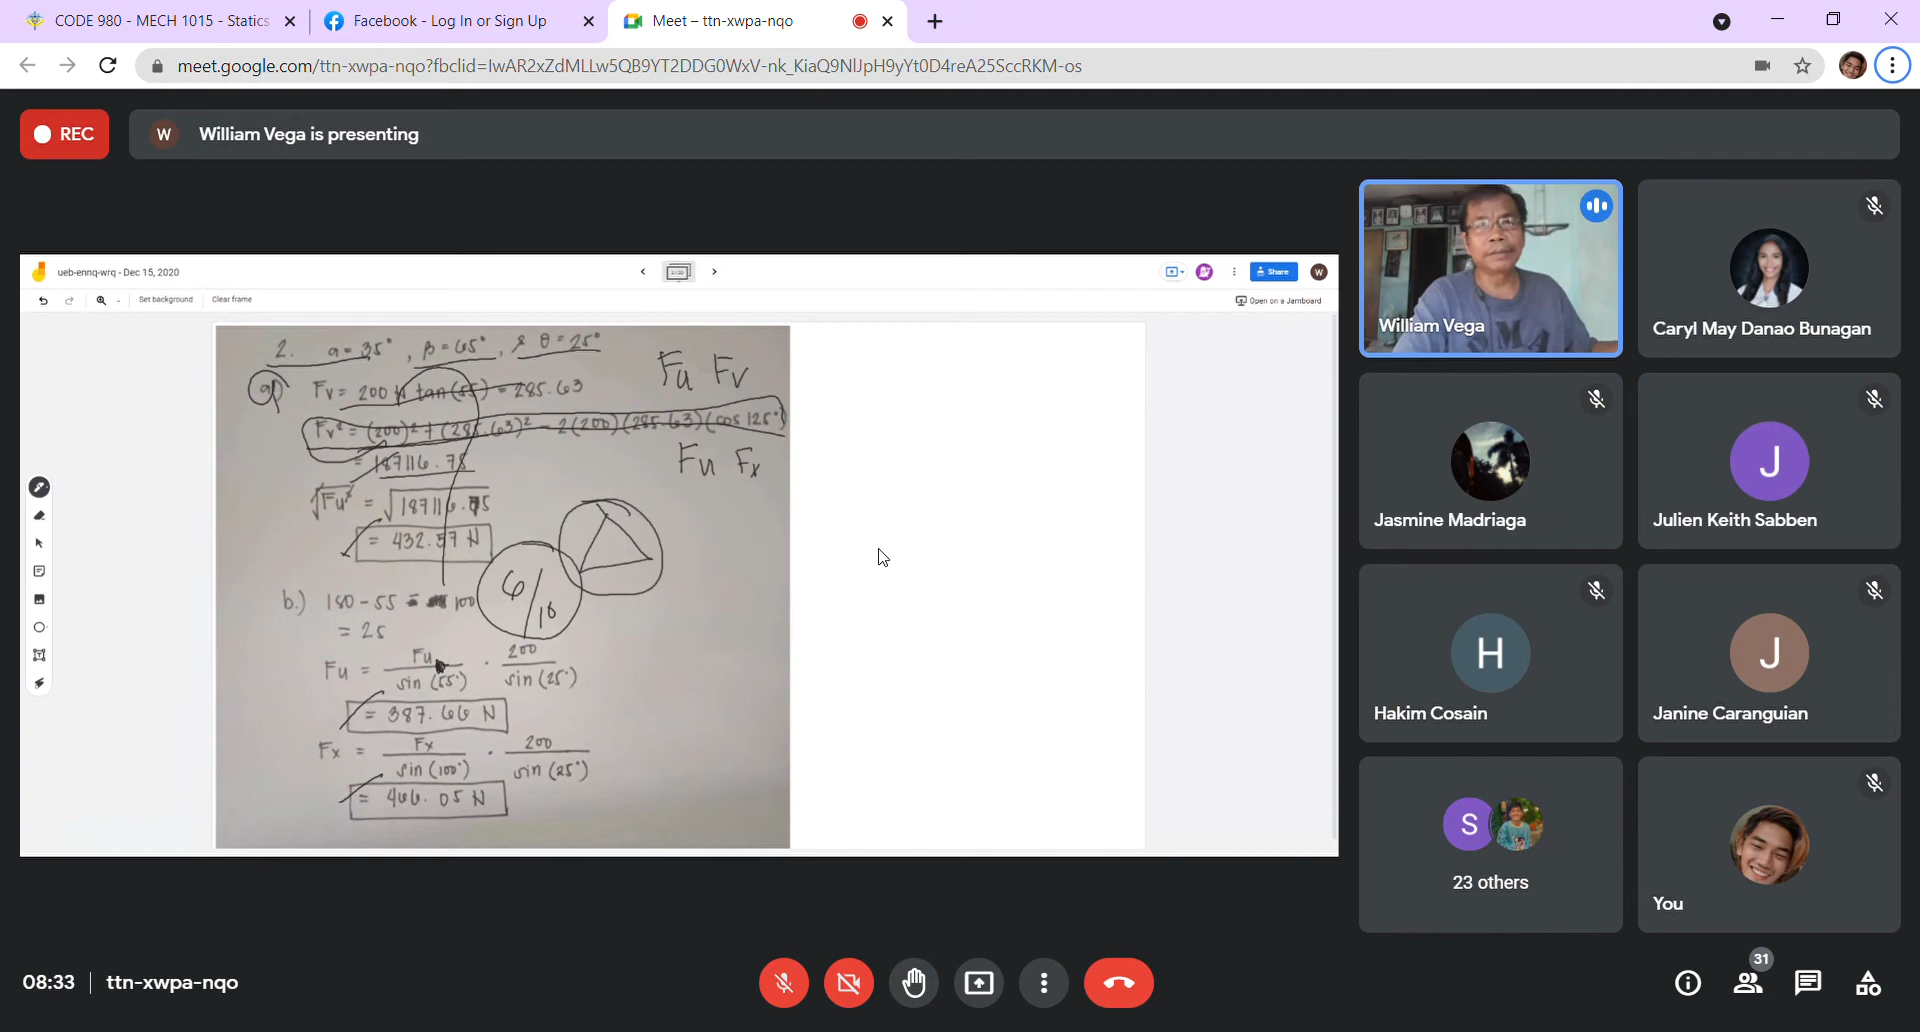 CODE 980 - MECH 1015 - Statics
Facebook - Log In or Sign Up
Meet – ttn-xwpa-nqo
meet.google.com/ttn-xwpa-nqo?fbclid=IwAR2xZdMLLw5QB9YT2DDG0WxV-nk_KiaQ9NlJpH9yYt0D4reA25SccRKM-os
REC
W
William Vega is presenting
ueb-ennq-wrq - Dec 15, 2020
Share
W
Set background
Clear frame
Open on a Jamboard
2. α = 35° , β = 65° , & θ = 25°
a) Fv = 200 tan (55) = 285.63
Fv² = (200)² + (285.63)² - 2(200)(285.63)(cos 125°)
= 187116.78
√Fu² = √187116.75
= 432.57 N
Fu Fv
Fu Fx
6/10
b.) 180 - 55 - 100
= 25
Fu = Fu / sin (55°) · 200 / sin (25°)
= 387.66 N
Fx = Fx / sin (100°) · 200 / sin (25°)
= 466.05 N
William Vega
Caryl May Danao Bunagan
Jasmine Madriaga
J
Julien Keith Sabben
H
Hakim Cosain
J
Janine Caranguian
S
23 others
You
08:33
ttn-xwpa-nqo
31